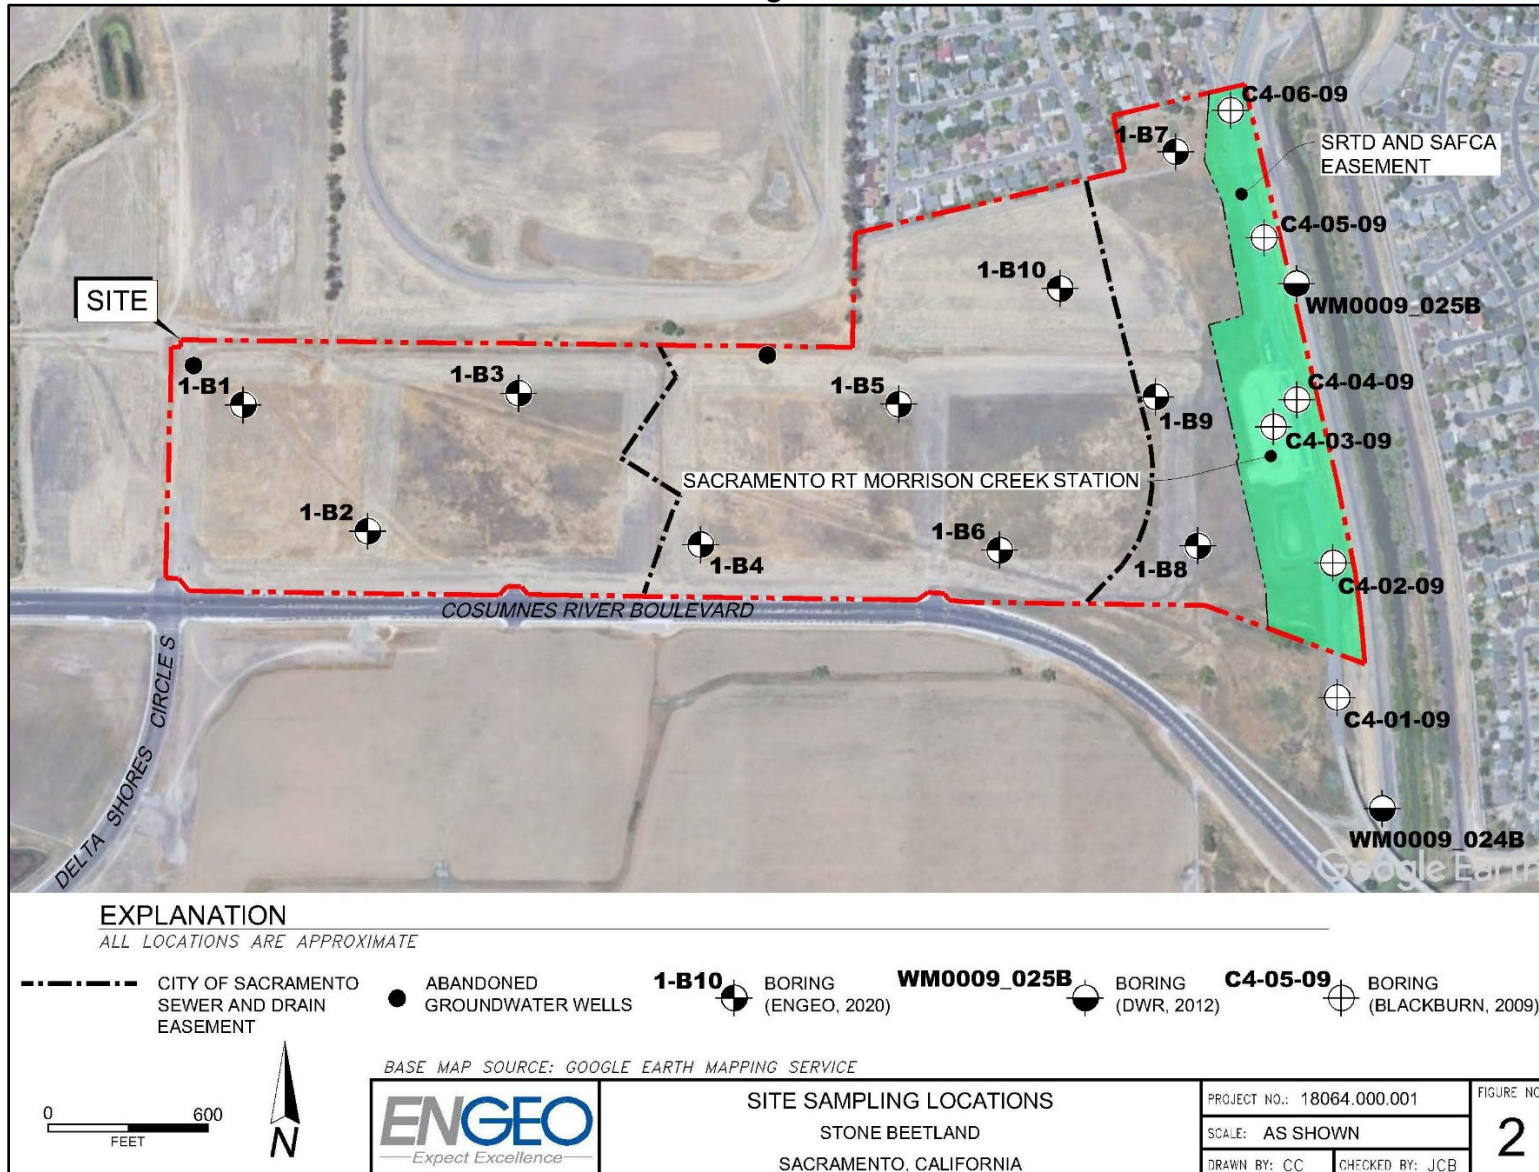 C4-06-09
1-B7
SRTD AND SAFCA
EASEMENT
C4-05-09
1-B10
WM0009_025B
SITE
1-B3
1-B1
1-B5
C4-04-09
1-B9
C4-03-09
SACRAMENTO RT MORRISON CREEK STATION
1-B2
1-B4
1-B6
1-B8
C4-02-09
COSUMNES RIVER BOULEVARD
DELTA SHORES CIRCLE S
C4-01-09
WM0009_024B
Google Earth
EXPLANATION
ALL LOCATIONS ARE APPROXIMATE
CITY OF SACRAMENTO
SEWER AND DRAIN
EASEMENT
ABANDONED
GROUNDWATER WELLS
1-B10
BORING
(ENGEO, 2020)
WM0009_025B
BORING
(DWR, 2012)
C4-05-09
BORING
(BLACKBURN, 2009)
0 600
FEET
N
BASE MAP SOURCE: GOOGLE EARTH MAPPING SERVICE
ENGEO
Expect Excellence
SITE SAMPLING LOCATIONS
STONE BEETLAND
SACRAMENTO, CALIFORNIA
PROJECT NO.: 18064.000.001
SCALE: AS SHOWN
DRAWN BY: CC
CHECKED BY: JCB
FIGURE NO
2